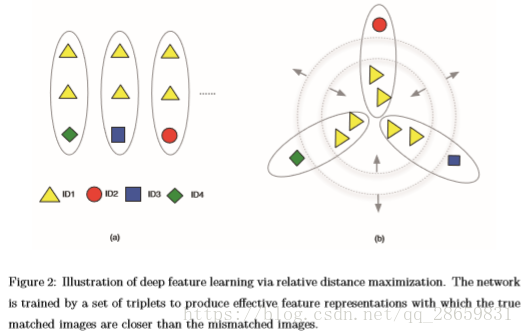 ......
ID1 ID2 ID3 ID4
(a) (b)
Figure 2: Illustration of deep feature learning via relative distance maximization. The network
is trained by a set of triplets to produce effective feature representations with which the true
matched images are closer than the mismatched images.
https://blog.csdn.net/qq_28659831